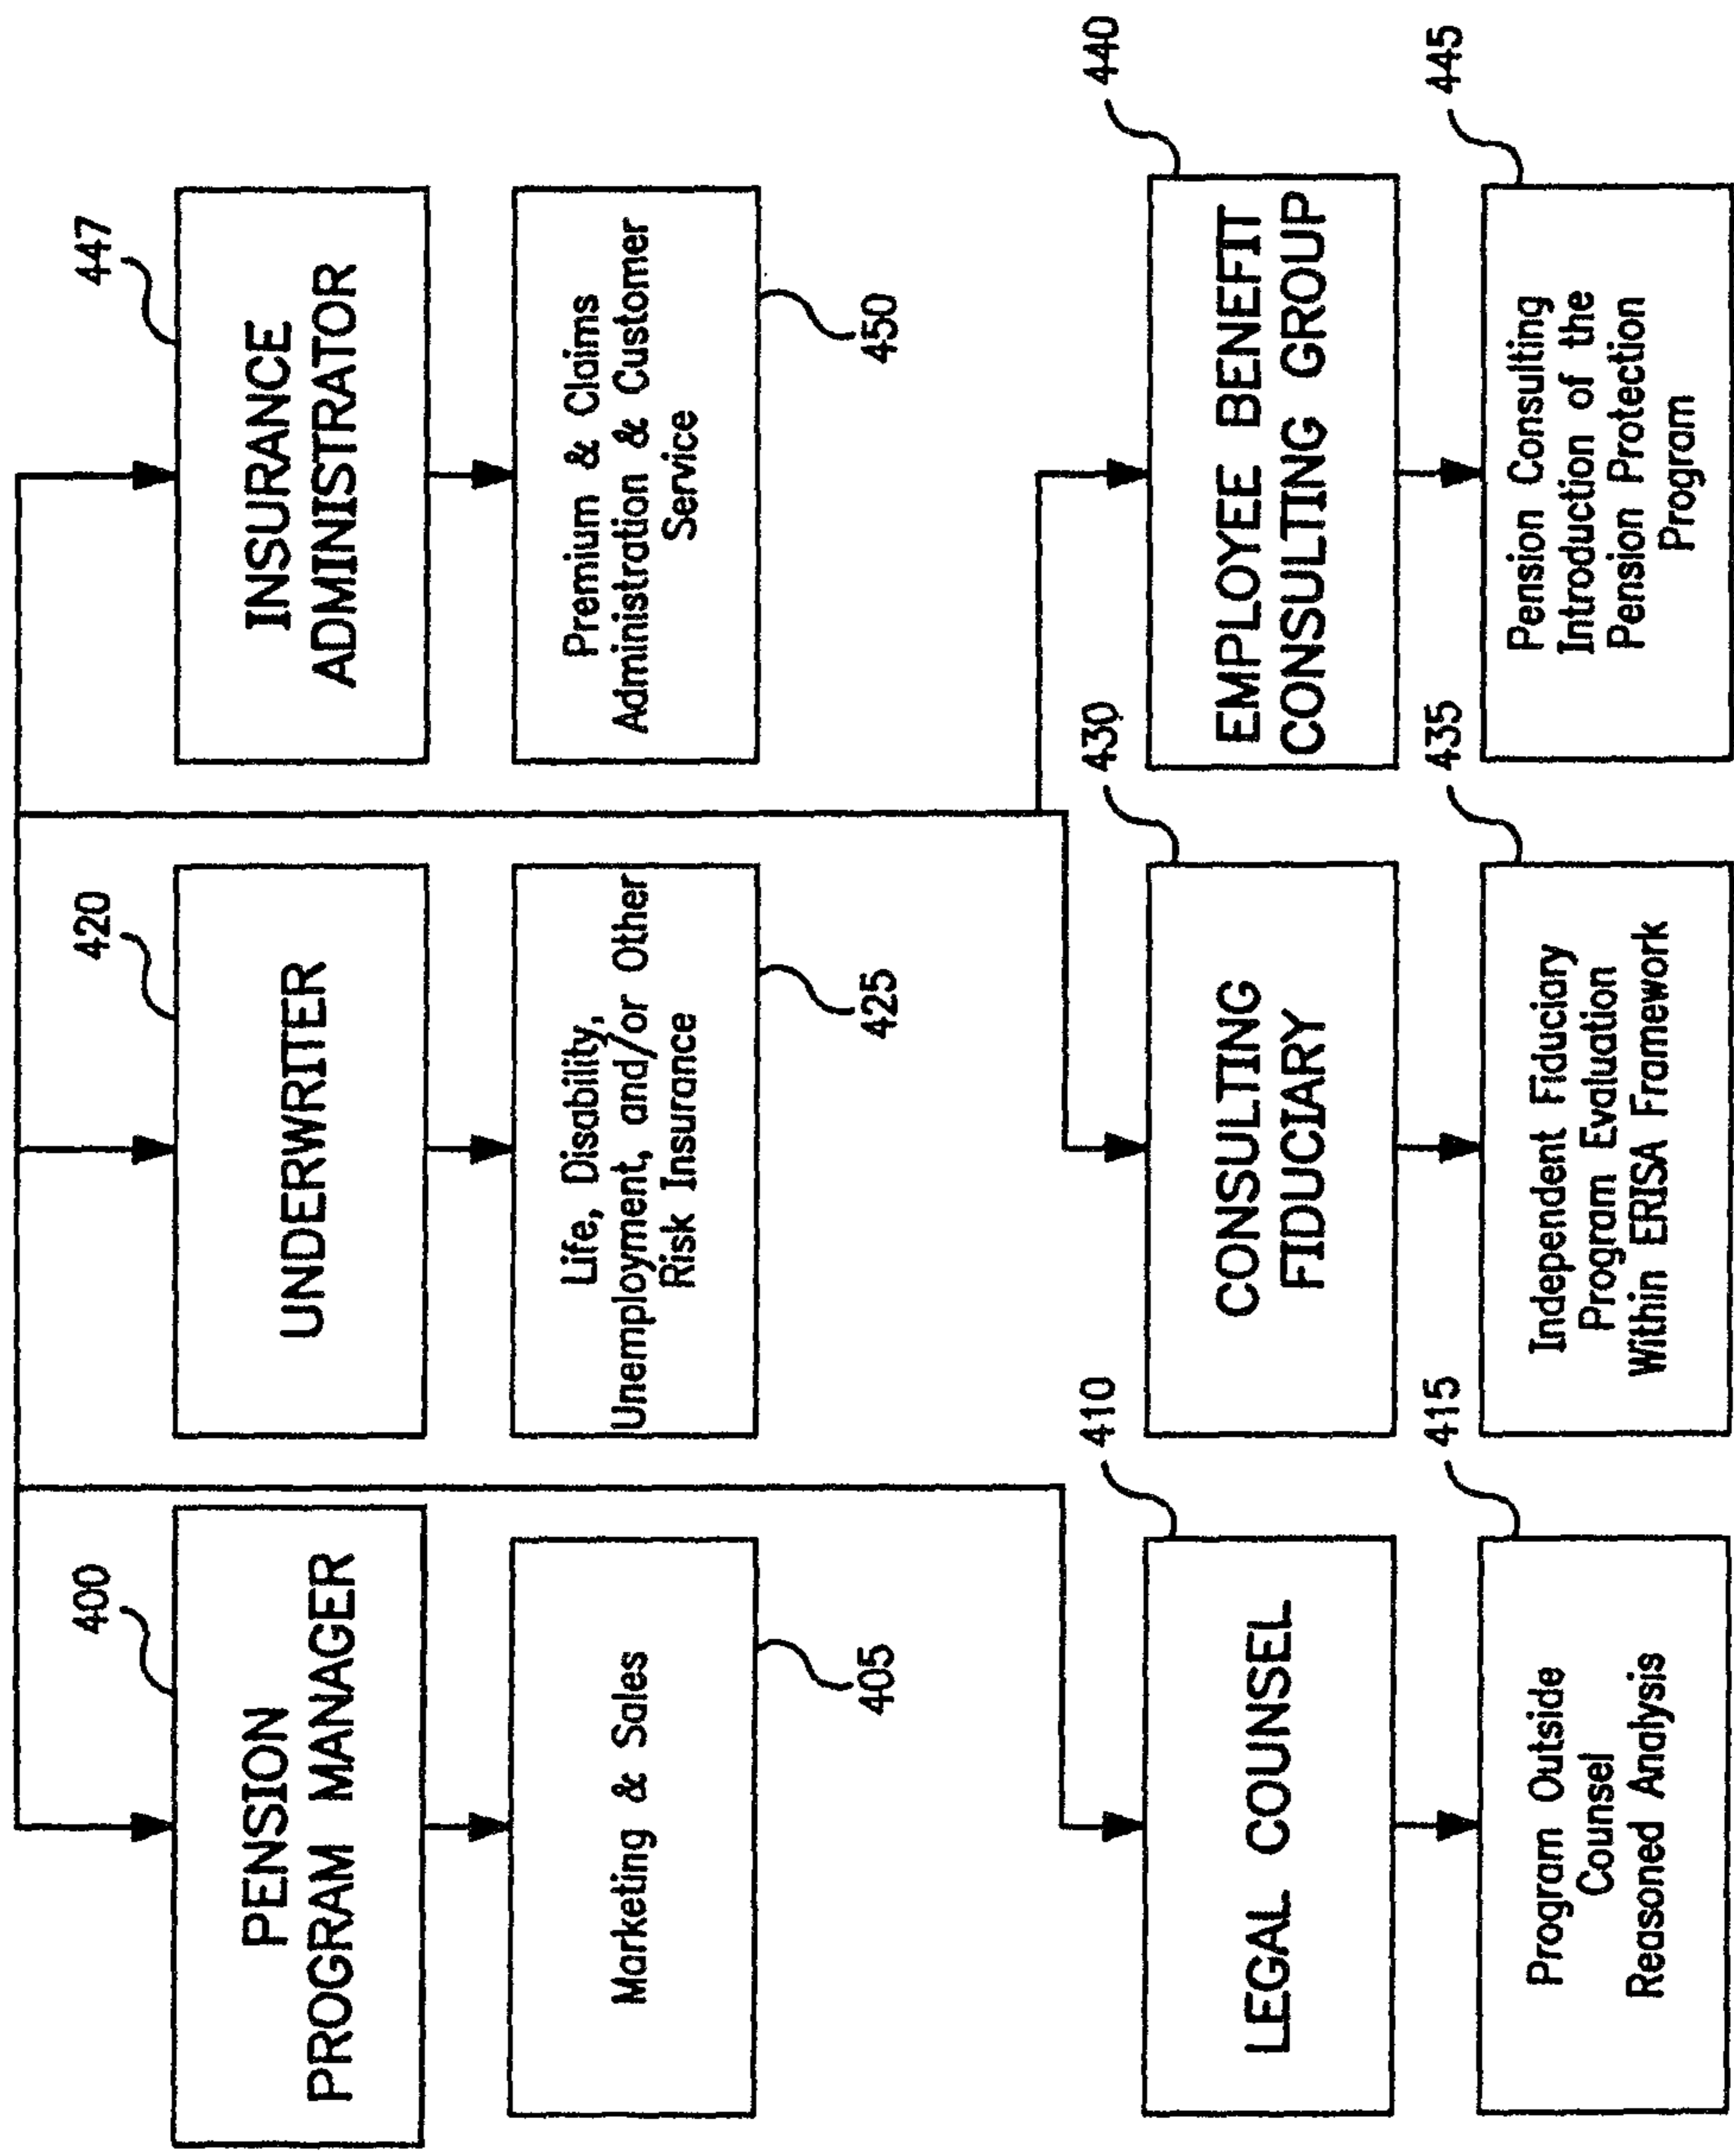 400
PENSION
PROGRAM MANAGER
Marketing & Sales
405
420
UNDERWRITER
Life, Disability,
Unemployment, and/or Other
Risk Insurance
425
447
INSURANCE
ADMINISTRATOR
Premium & Claims
Administration & Customer
Service
450
410
LEGAL COUNSEL
415
Program Outside
Counsel
Reasoned Analysis
430
CONSULTING
FIDUCIARY
435
Independent Fiduciary
Program Evaluation
Within ERISA Framework
440
EMPLOYEE BENEFIT
CONSULTING GROUP
445
Pension Consulting
Introduction of the
Pension Protection
Program